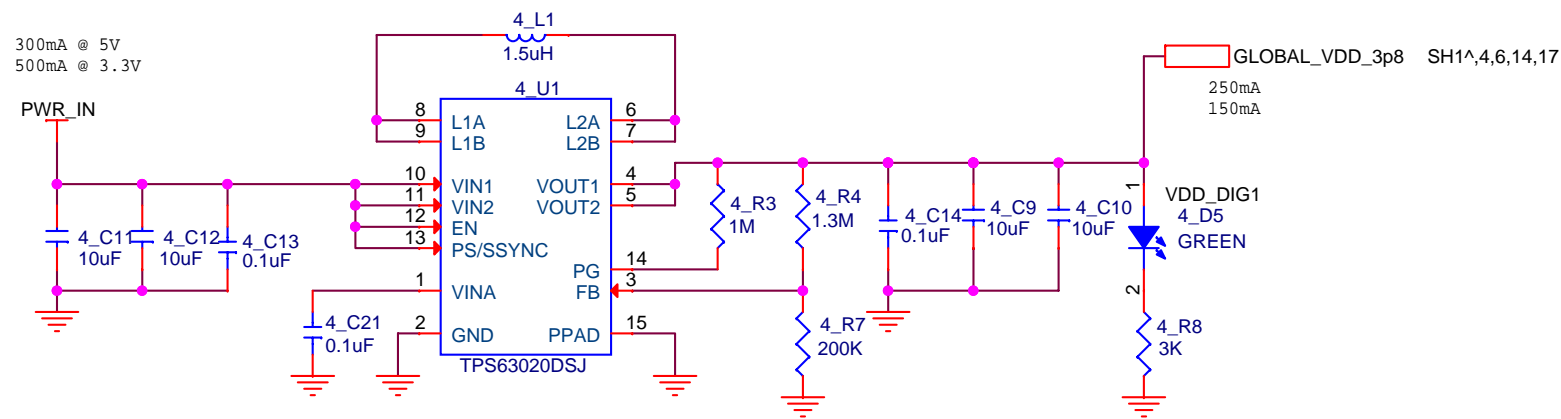 300mA @ 5V
500mA @ 3.3V
PWR_IN
4_L1
1.5uH
4_U1
8 L1A
9 L1B
L2A 6
L2B 7
10 VIN1
11 VIN2
12 EN
13 PS/SSYNC
VOUT1 4
VOUT2 5
1 VINA
2 GND
PG 14
FB 3
PPAD 15
TPS63020DSJ
4_C11
10uF
4_C12
10uF
4_C13
0.1uF
4_C21
0.1uF
4_R3
1M
4_R4
1.3M
4_R7
200K
4_C14
0.1uF
4_C9
10uF
4_C10
10uF
GLOBAL_VDD_3p8 SH1^,4,6,14,17
250mA
150mA
1
VDD_DIG1
4_D5
GREEN
2
4_R8
3K